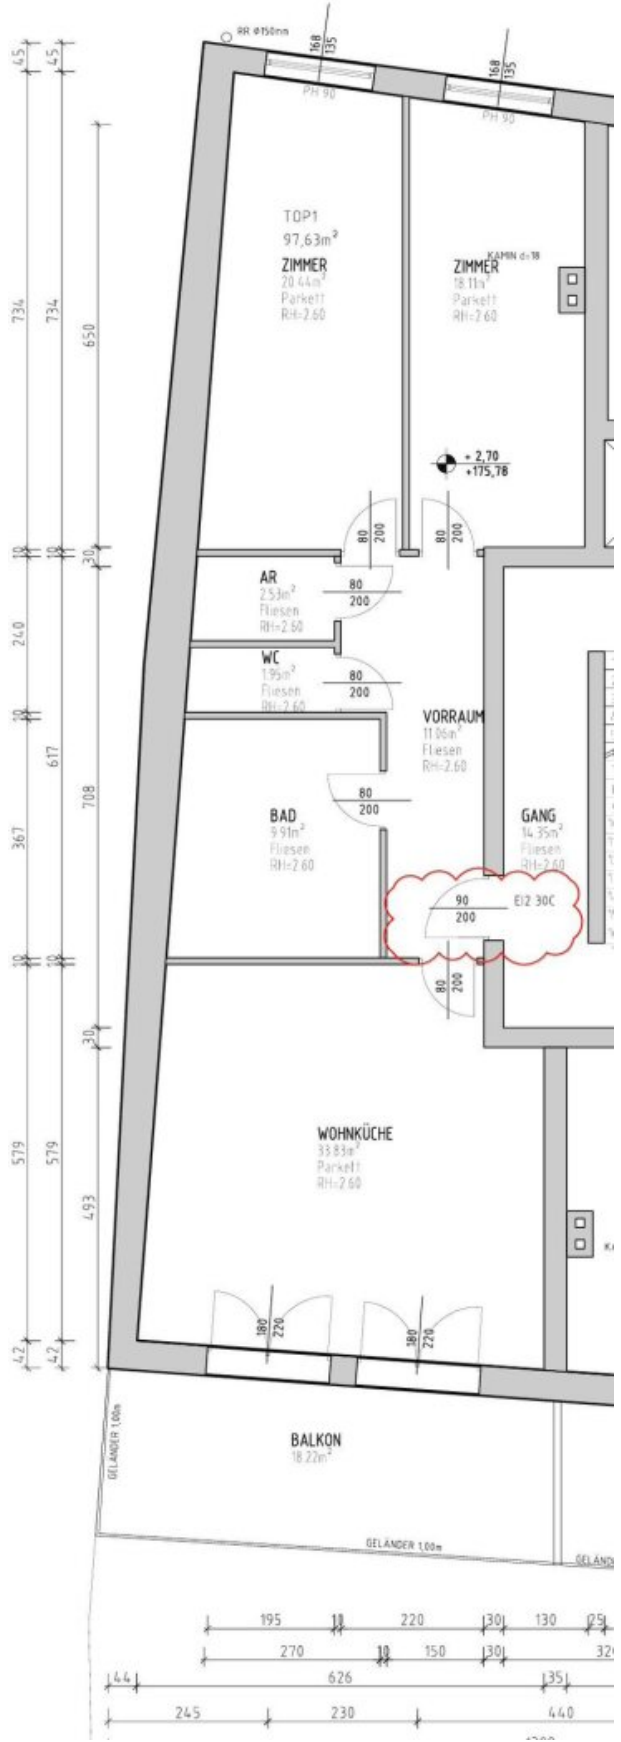 RR Ø150mm
45
45
168
135
168
135
PH 90
PH 90
TOP1
97,63m²
ZIMMER
20.44m²
Parkett
RH=2.60
KAMIN d=18
ZIMMER
18.11m²
Parkett
RH=2.60
734
734
650
+ 2,70
+175,78
80
200
80
200
10
10
30
AR
2.53m²
Fliesen
RH=2.60
80
200
240
WC
1.95m²
Fliesen
RH=2.60
80
200
10
VORRAUM
11.06m²
Fliesen
RH=2.60
617
708
367
80
200
BAD
9.91m²
Fliesen
RH=2.60
GANG
14.35m²
Fliesen
RH=2.60
90
200
EI2 30C
10
10
80
200
30
WOHNKÜCHE
33.83m²
Parkett
RH=2.60
579
579
493
180
220
180
220
42
42
GELÄNDER 1,00m
BALKON
18.22m²
GELÄNDER 1,00m
195
10
220
30
130
25
270
10
150
30
44
626
35
245
230
440